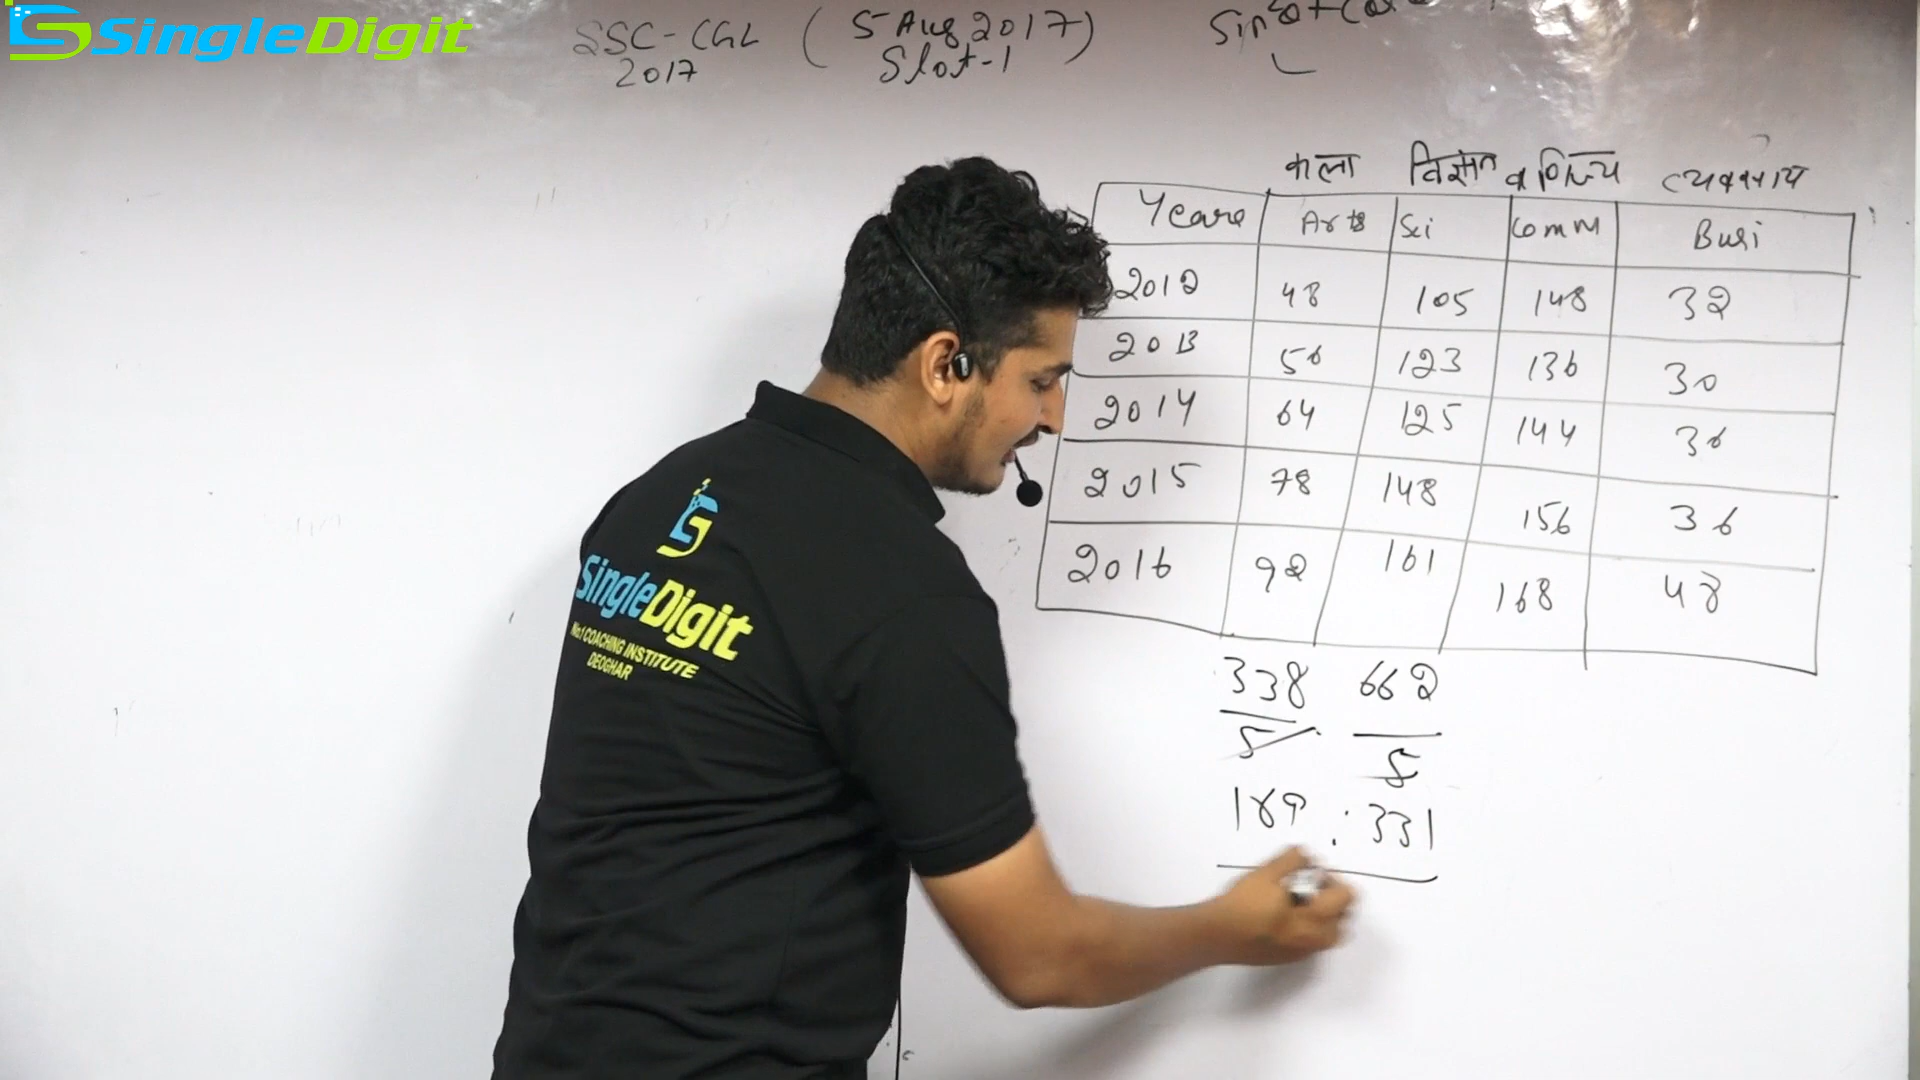 SingleDigit
SSC-CGL (5 Aug 2017)
2017 Slot-1
कला विज्ञान वाणिज्य व्यवसाय
Years Arts Sci Comm Busi
2012 48 105 148 32
2013 56 123 136 30
2014 64 125 144 36
2015 78 148 156 36
2016 92 161 168 48
338 662
5 5
169 : 331
SingleDigit
No.1 COACHING INSTITUTE
DEOGHAR